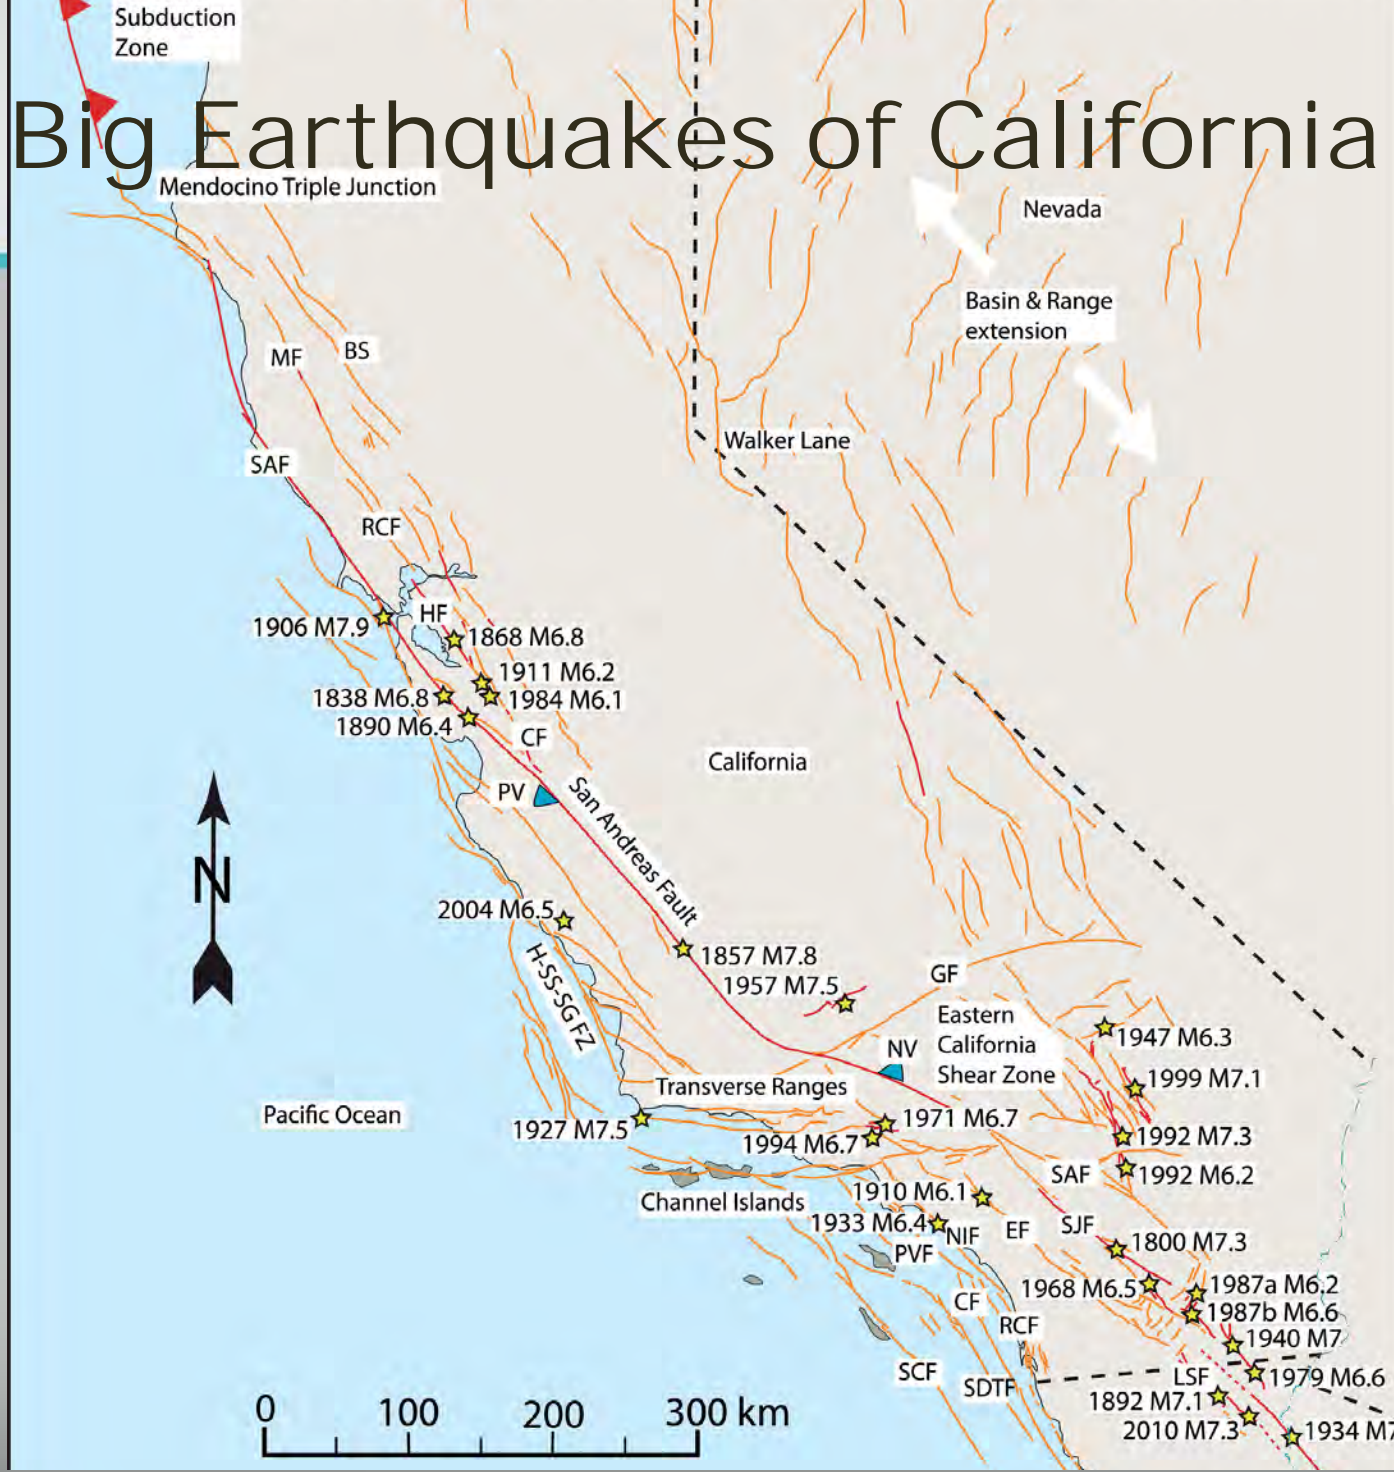 Subduction
Zone
Big Earthquakes of California
Mendocino Triple Junction
Nevada
Basin & Range
extension
MF
BS
Walker Lane
SAF
RCF
HF
1906 M7.9
1868 M6.8
1911 M6.2
1838 M6.8
1984 M6.1
1890 M6.4
CF
California
PV
San Andreas Fault
N
2004 M6.5
H-SS-SG FZ
1857 M7.8
1957 M7.5
GF
Eastern
California
Shear Zone
NV
1947 M6.3
1999 M7.1
Transverse Ranges
Pacific Ocean
1927 M7.5
1971 M6.7
1994 M6.7
1992 M7.3
1992 M6.2
SAF
Channel Islands
1910 M6.1
1933 M6.4
NIF
EF
SJF
PVF
1800 M7.3
1968 M6.5
1987a M6.2
1987b M6.6
CF
RCF
1940 M7
SCF
SDTF
LSF
1979 M6.6
1892 M7.1
2010 M7.3
1934 M7
0 100 200 300 km